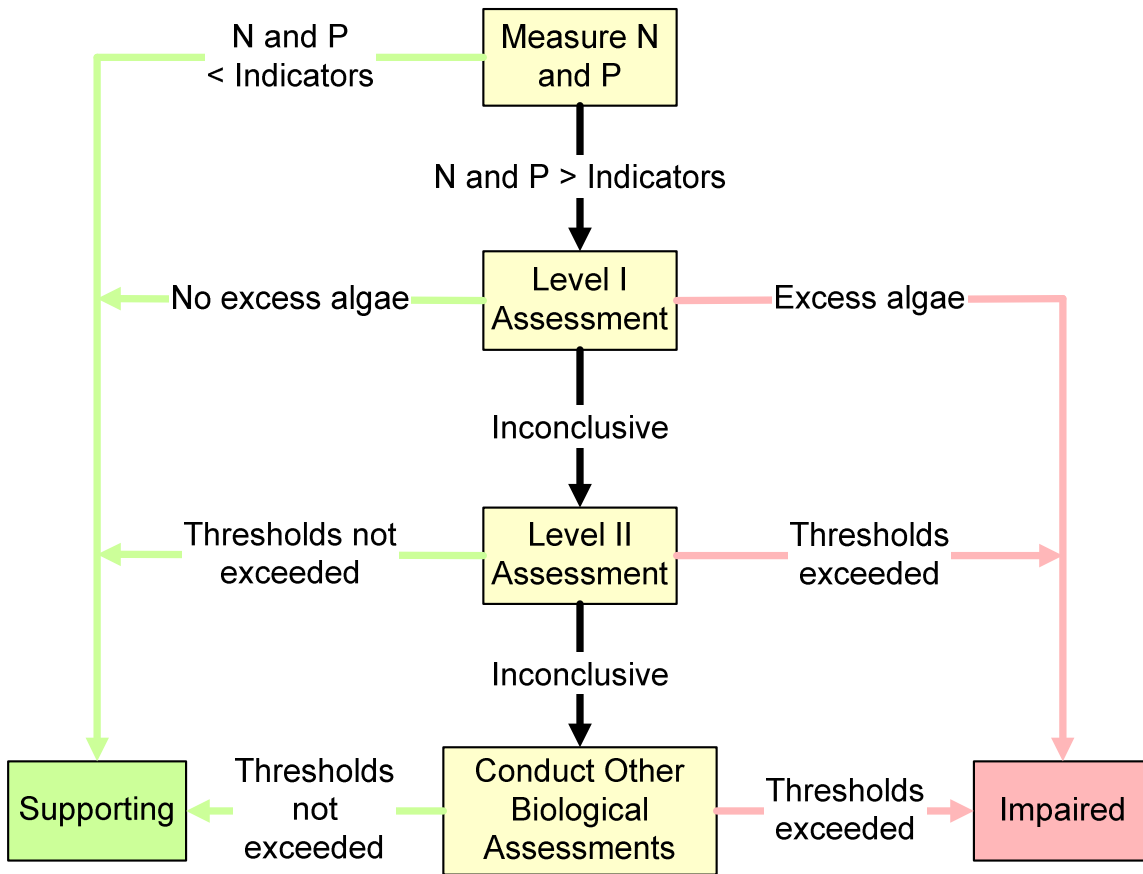 N and P
< Indicators
Measure N
and P
N and P > Indicators
No excess algae
Level I
Assessment
Excess algae
Inconclusive
Thresholds not
exceeded
Level II
Assessment
Thresholds
exceeded
Inconclusive
Supporting
Thresholds
not
exceeded
Conduct Other
Biological
Assessments
Thresholds
exceeded
Impaired